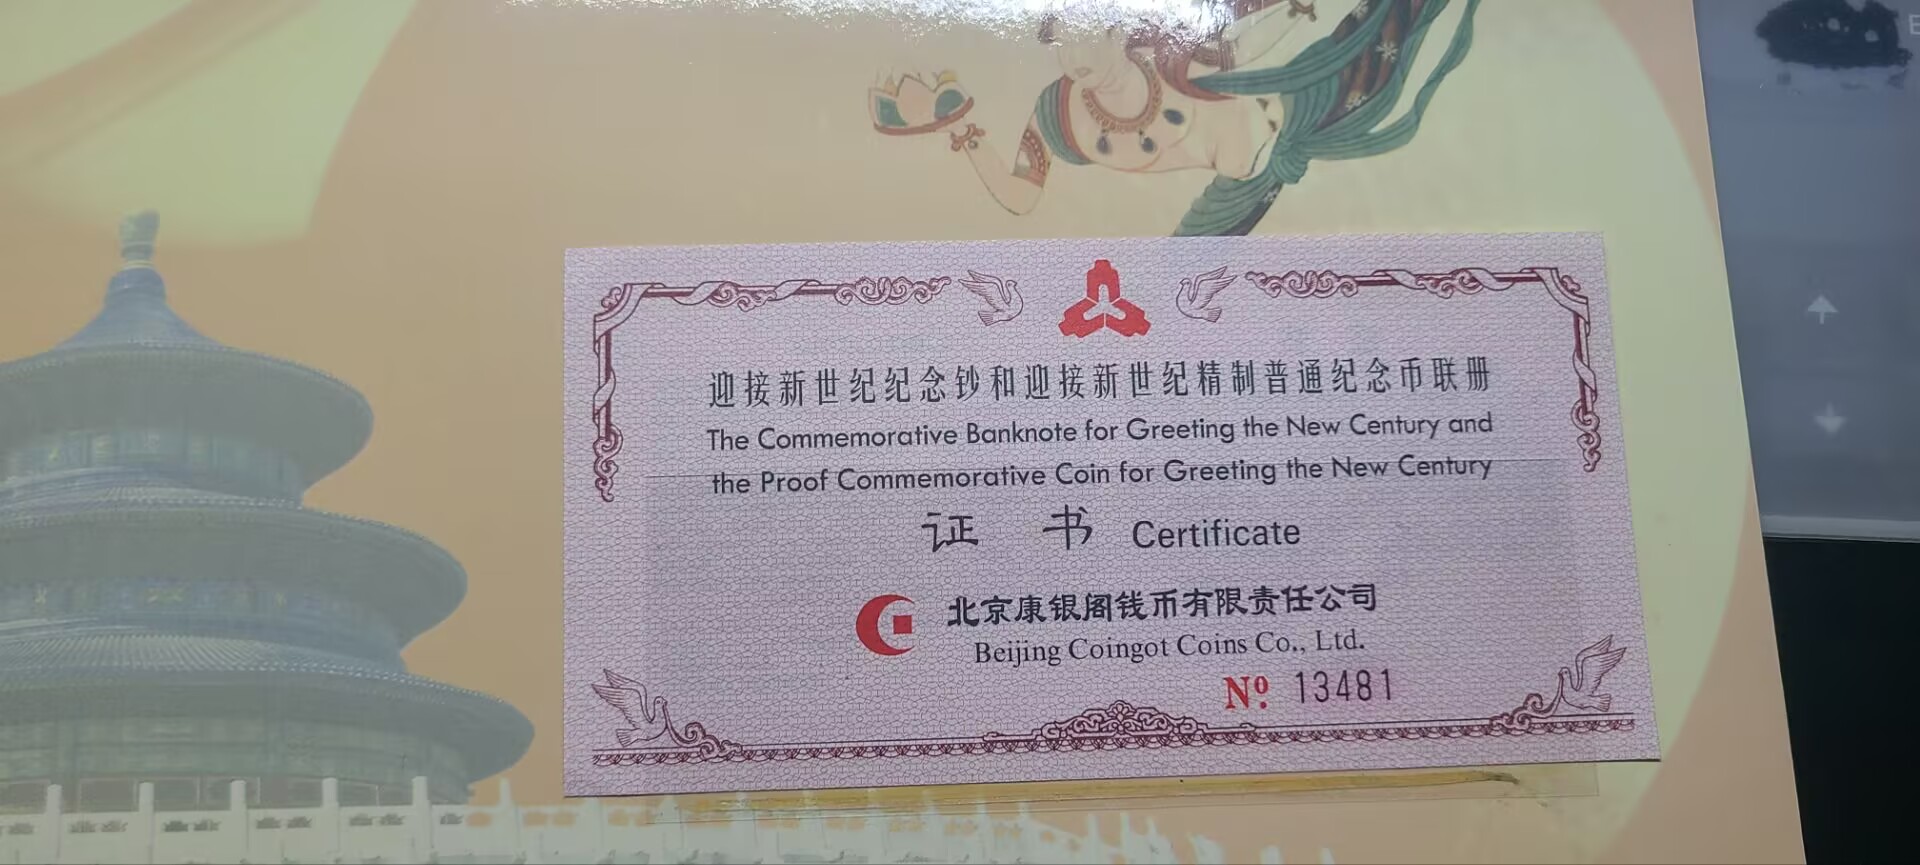 迎接新世纪纪念钞和迎接新世纪精制普通纪念币联册
The Commemorative Banknote for Greeting the New Century and
the Proof Commemorative Coin for Greeting the New Century
证 书 Certificate
北京康银阁钱币有限责任公司
Beijing Coingot Coins Co., Ltd.
Nº. 13481